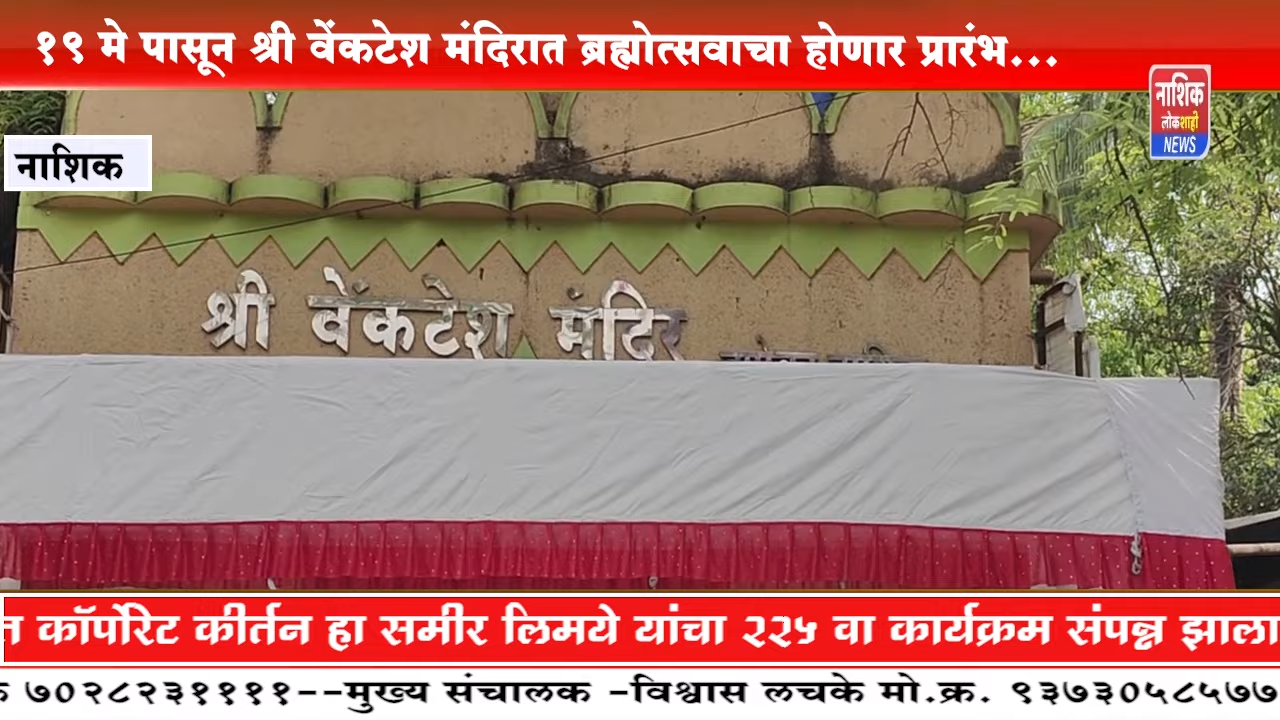 १९ मे पासून श्री वेंकटेश मंदिरात ब्रह्मोत्सवाचा होणार प्रारंभ...
नाशिक
लोकशाही
NEWS
नाशिक
श्री वेंकटेश मंदिर
कॉर्पोरेट कीर्तन हा समीर लिमये यांचा २२५ वा कार्यक्रम संपन्न झाला
७०२८२३११११--मुख्य संचालक -विश्वास लचके मो.क्र. ९३७३०५८५७७